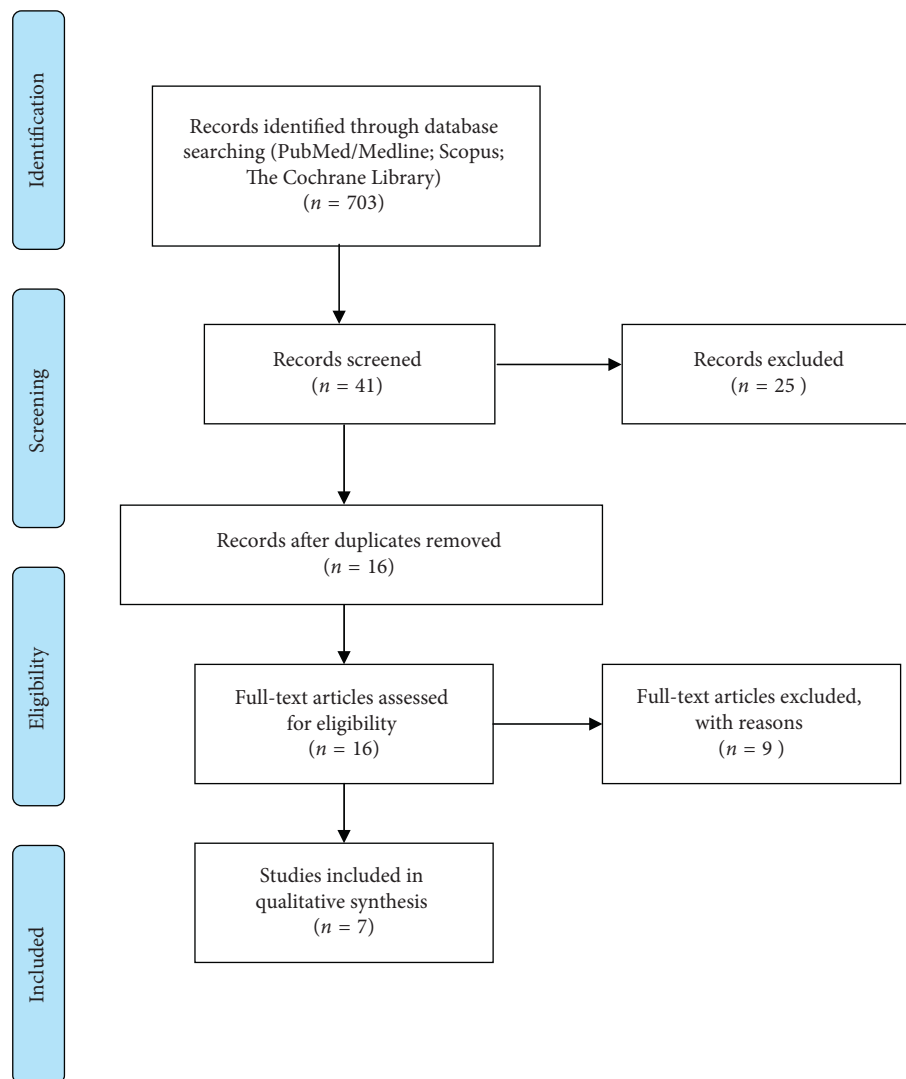 Identification
Records identified through database
searching (PubMed/Medline; Scopus;
The Cochrane Library)
(n = 703)
Screening
Records screened
(n = 41)
Records excluded
(n = 25 )
Records after duplicates removed
(n = 16)
Eligibility
Full-text articles assessed
for eligibility
(n = 16)
Full-text articles excluded,
with reasons
(n = 9 )
Included
Studies included in
qualitative synthesis
(n = 7)